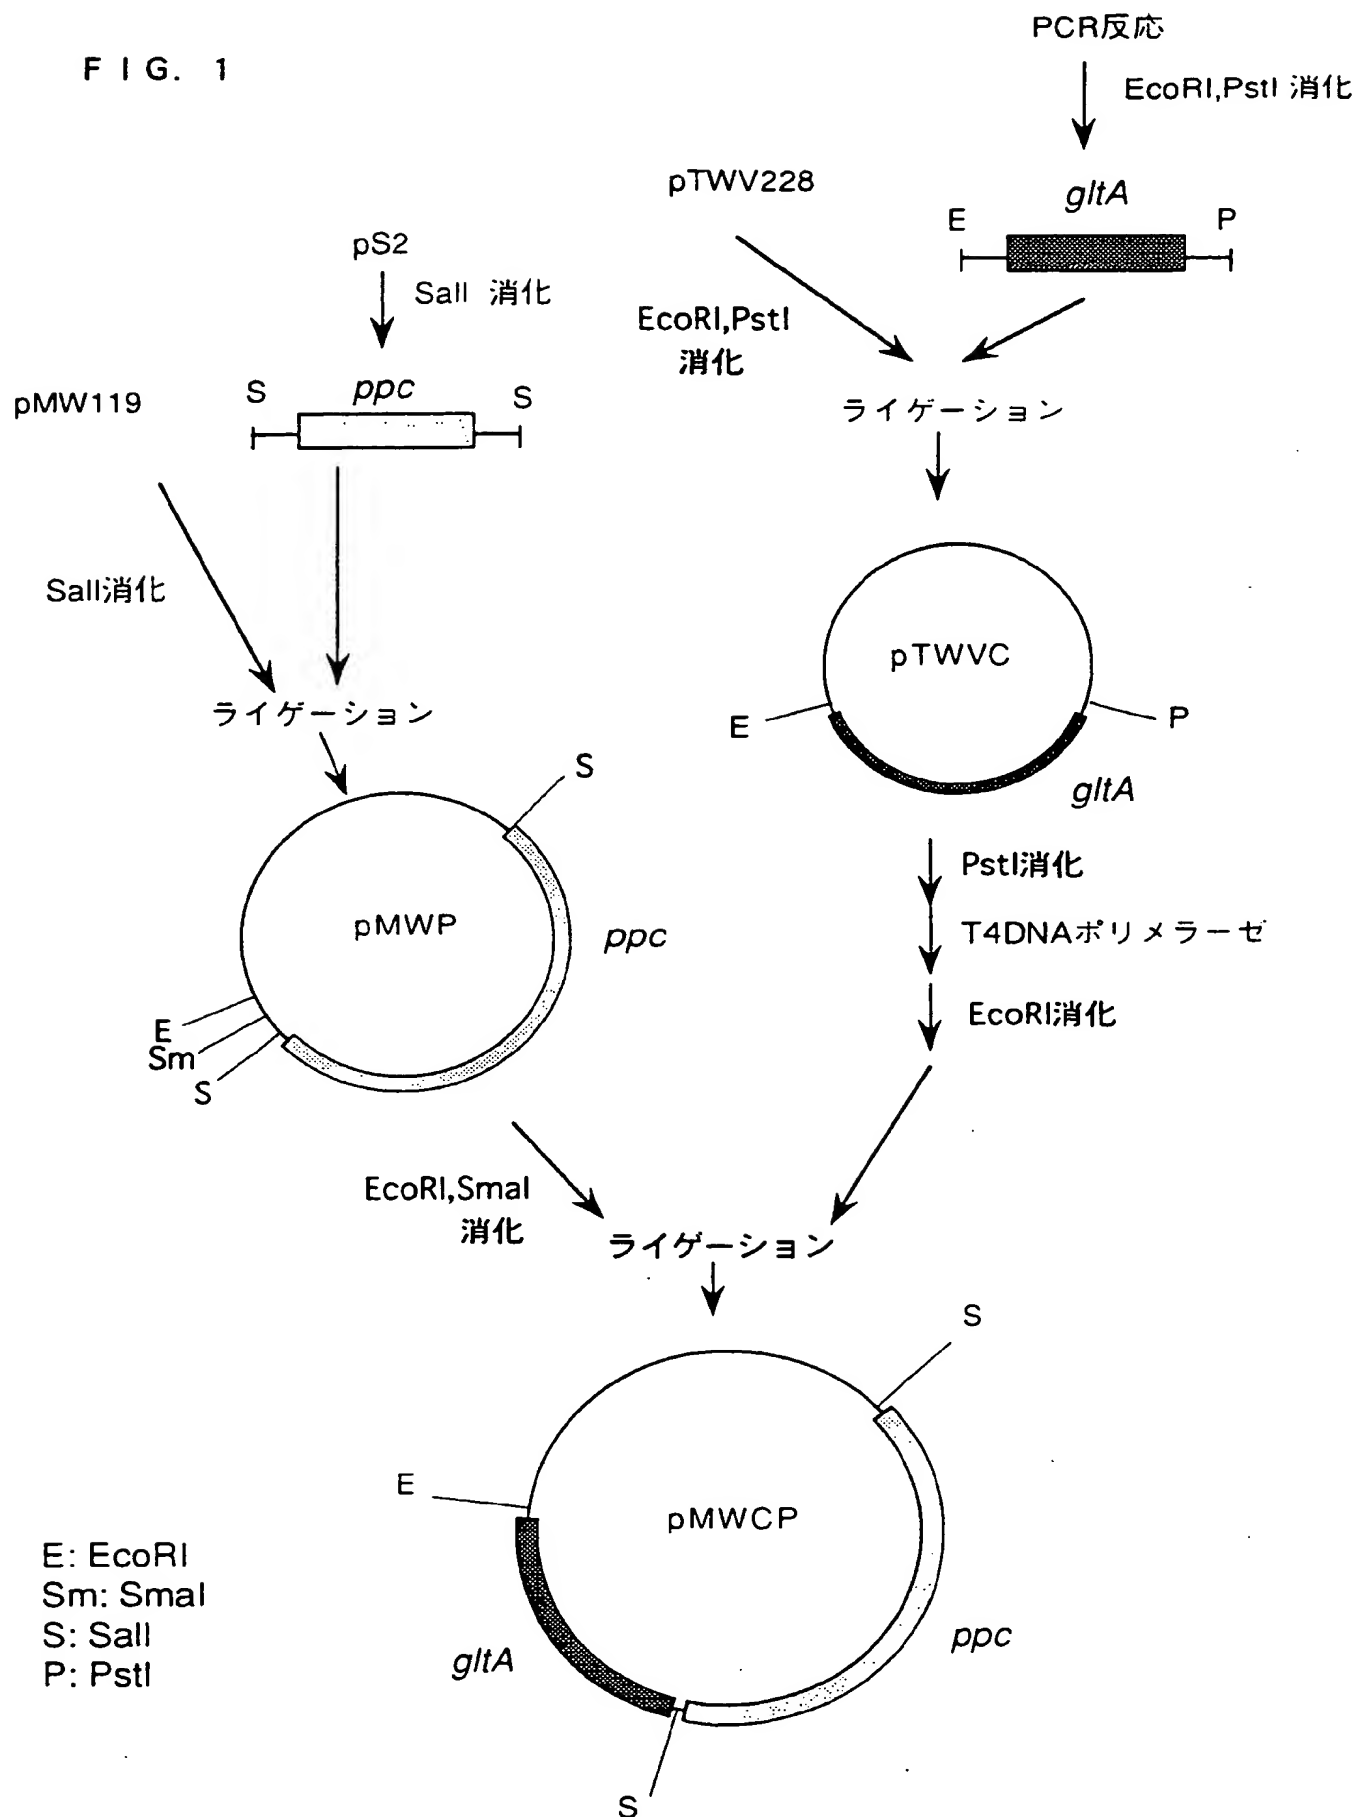 FIG. 1
PCR反応
EcoRI,PstI 消化
pTWV228
gltA
E
P
pS2
SalI 消化
EcoRI,PstI
消化
pMW119
S
ppc
S
ライゲーション
SalI消化
pTWVC
ライゲーション
E
P
gltA
S
PstI消化
pMWP
ppc
T4DNAポリメラーゼ
EcoRI消化
E
Sm
S
EcoRI,SmaI
消化
ライゲーション
S
E
pMWCP
E: EcoRI
Sm: SmaI
S: SalI
P: PstI
gltA
ppc
S